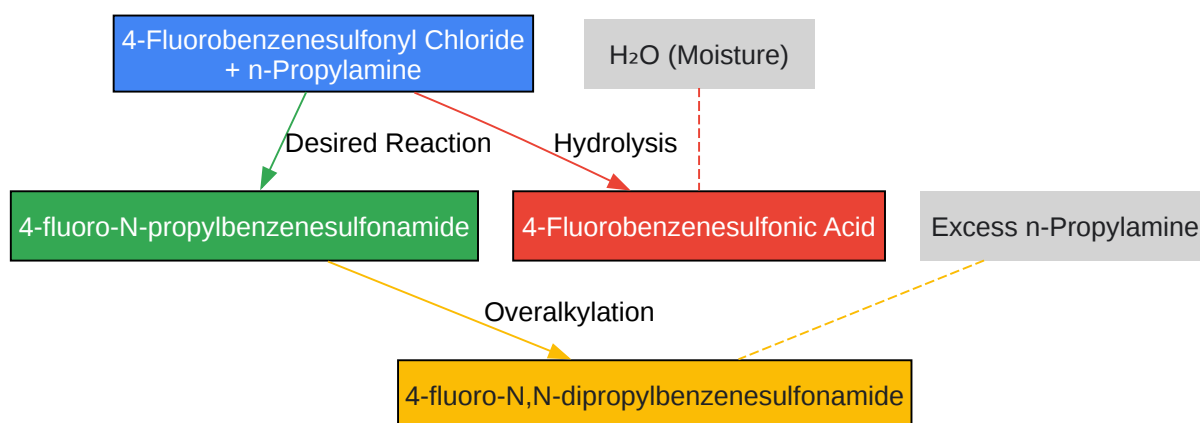 4-Fluorobenzenesulfonyl Chloride
+ n-Propylamine
H₂O (Moisture)
Desired Reaction
Hydrolysis
4-fluoro-N-propylbenzenesulfonamide
4-Fluorobenzenesulfonic Acid
Excess n-Propylamine
Overalkylation
4-fluoro-N,N-dipropylbenzenesulfonamide